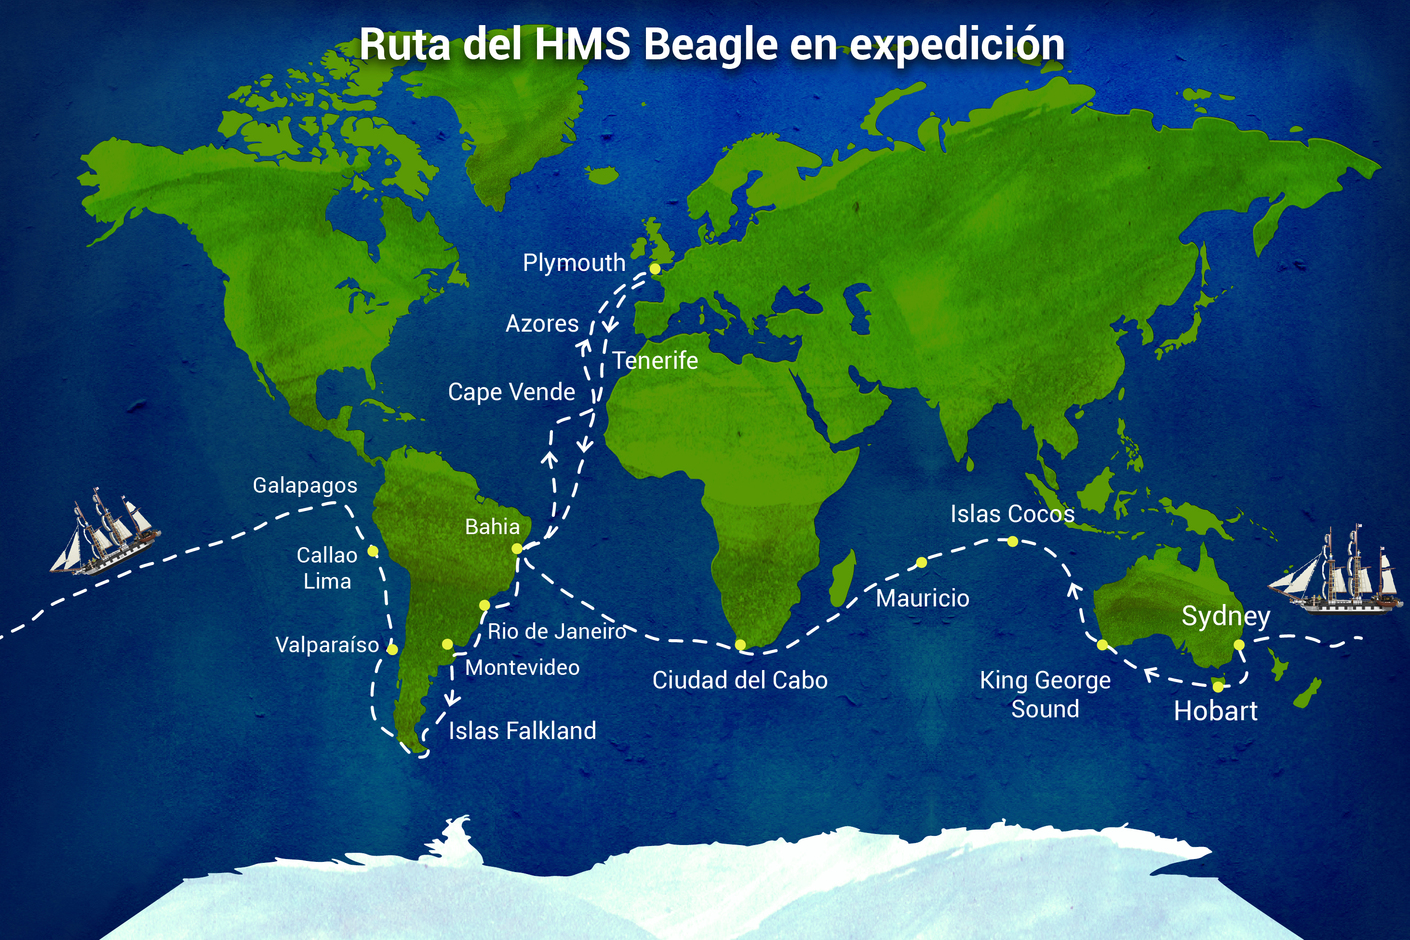 Ruta del HMS Beagle en expedición
Plymouth
Azores
Tenerife
Cape Vende
Galapagos
Bahia
Islas Cocos
Callao
Lima
Mauricio
Sydney
Rio de Janeiro
Valparaíso
Montevideo
Ciudad del Cabo
King George
Sound
Hobart
Islas Falkland